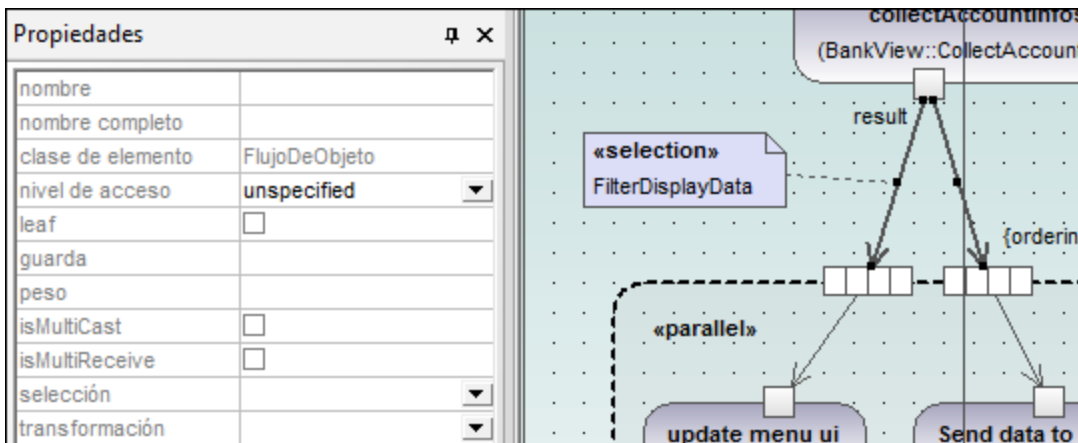 Propiedades
nombre
nombre completo
clase de elemento FlujoDeObjeto
nivel de acceso unspecified
leaf
guarda
peso
isMultiCast
isMultiReceive
selección
transformación
collectAccountInfos
(BankView::CollectAccount
result
«selection»
FilterDisplayData
{orderin
«parallel»
update menu ui
Send data to